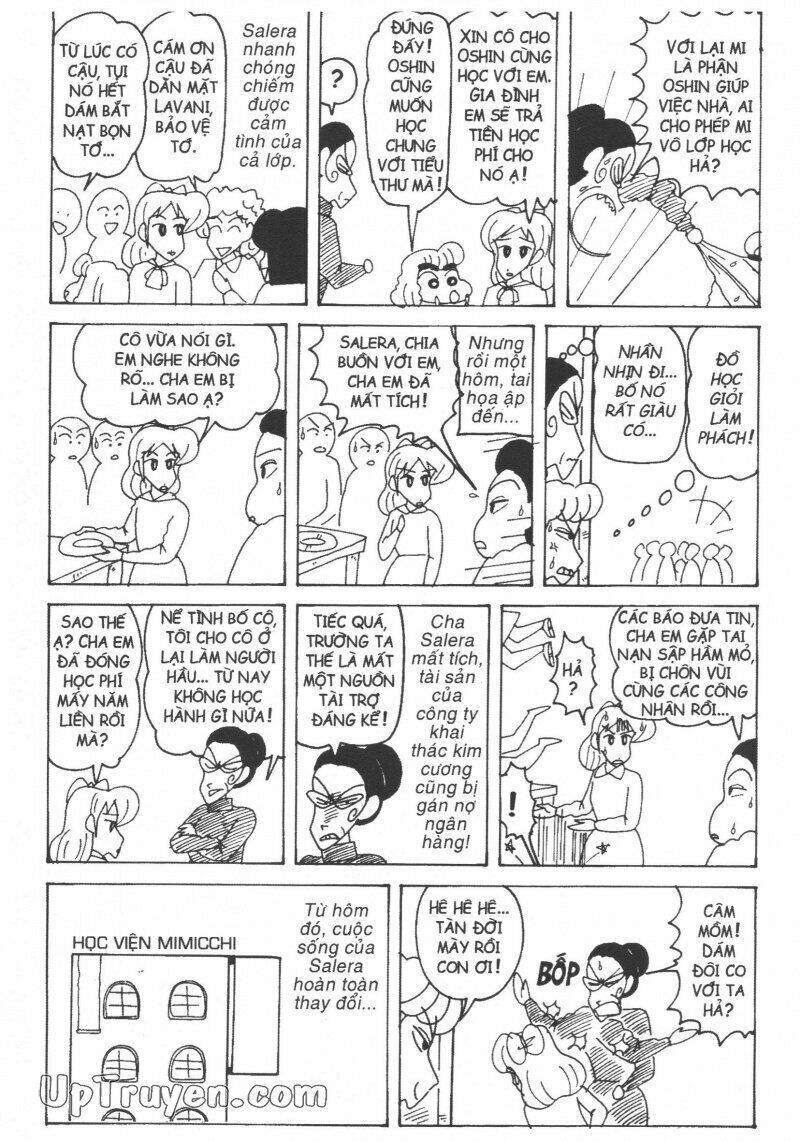 VỚI LẠI MI
LÀ PHẬN
OSHIN GIÚP
VIỆC NHÀ, AI
CHO PHÉP MI
VÔ LỚP HỌC
HẢ?
XIN CÔ CHO
OSHIN CÙNG
HỌC VỚI EM.
GIA ĐÌNH
EM SẼ TRẢ
TIỀN HỌC
PHÍ CHO
NÓ Ạ!
ĐÚNG
ĐẤY!
OSHIN
CŨNG
MUỐN
HỌC
CHUNG
VỚI TIỂU
THƯ MÀ!
?
Salera
nhanh
chóng
chiếm
được
cảm
tình của
cả lớp.
CÁM ƠN
CẬU ĐÃ
DẰN MẶT
LAVANI,
BẢO VỆ
TỚ.
TỪ LÚC CÓ
CẬU, TỤI
NÓ HẾT
DÁM BẮT
NẠT BỌN
TỚ...
ĐỒ
HỌC
GIỎI
LÀM
PHÁCH!
NHẪN
NHỊN ĐI...
BỐ NÓ
RẤT GIÀU
CÓ...
Nhưng
rồi một
hôm, tai
họa ập
đến...
SALERA, CHIA
BUỒN VỚI EM,
CHA EM ĐÃ
MẤT TÍCH!
CÔ VỪA NÓI GÌ.
EM NGHE KHÔNG
RÕ... CHA EM BỊ
LÀM SAO Ạ?
CÁC BÁO ĐƯA TIN,
CHA EM GẶP TAI
NẠN SẬP HẦM MỎ,
BỊ CHÔN VÙI
CÙNG CÁC CÔNG
NHÂN RỒI...
HẢ
?
!
Cha
Salera
mất tích,
tài sản
của
công ty
khai
thác kim
cương
cũng bị
gán nợ
ngân
hàng!
TIẾC QUÁ,
TRƯỜNG TA
THẾ LÀ MẤT
MỘT NGUỒN
TÀI TRỢ
ĐÁNG KỂ!
NỂ TÌNH BỐ CÔ,
TÔI CHO CÔ Ở
LẠI LÀM NGƯỜI
HẦU... TỪ NAY
KHÔNG HỌC
HÀNH GÌ NỮA!
SAO THẾ
Ạ? CHA EM
ĐÃ ĐÓNG
HỌC PHÍ
MẤY NĂM
LIỀN RỒI
MÀ?
CÂM
MỒM!
DÁM
ĐÔI CO
VỚI TA
HẢ?
BỐP
HÊ HÊ HÊ...
TÀN ĐỜI
MÀY RỒI
CON ƠI!
Từ hôm
đó, cuộc
sống của
Salera
hoàn toàn
thay đổi...
HỌC VIỆN MIMICCHI
UpTruyen.com